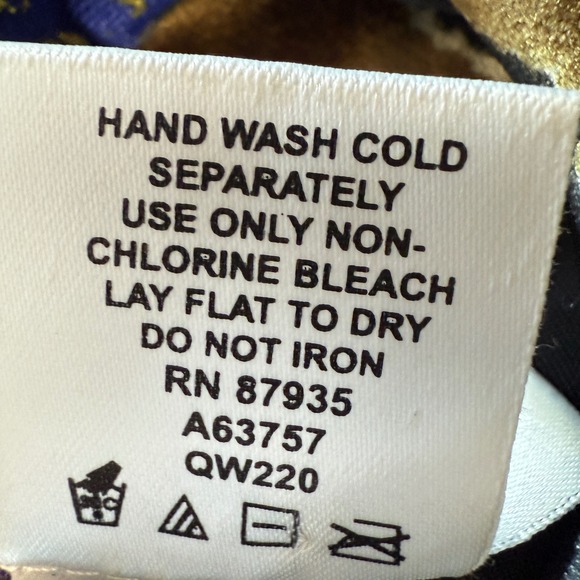 HAND WASH COLD
SEPARATELY
USE ONLY NON-
CHLORINE BLEACH
LAY FLAT TO DRY
DO NOT IRON
RN 87935
A63757
QW220